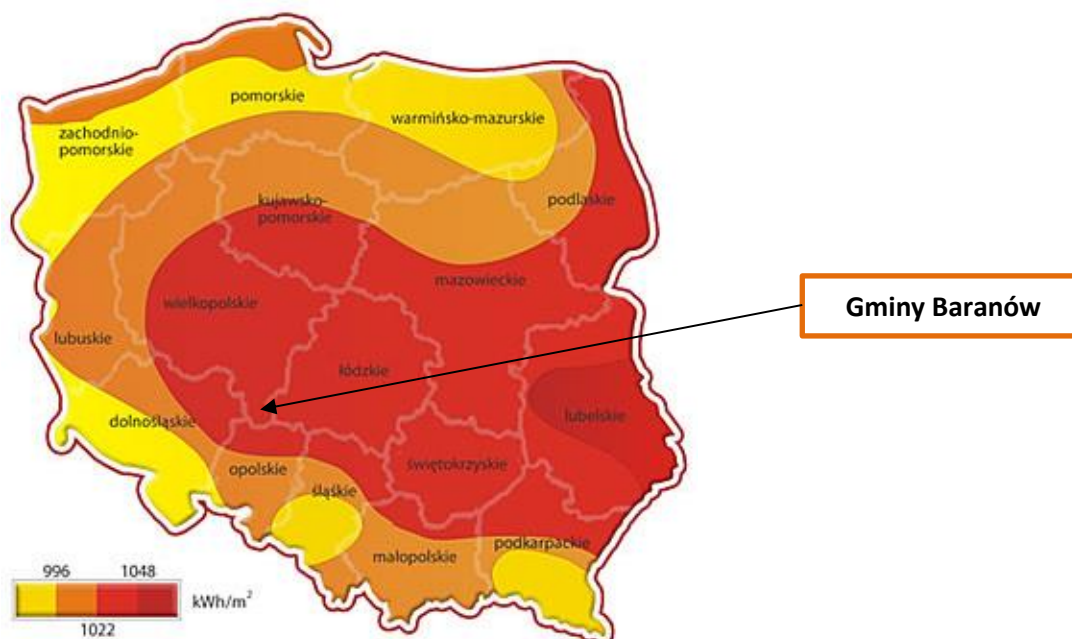 pomorskie
warmińsko-mazurskie
zachodnio-
pomorskie
podlaskie
kujawsko-
pomorskie
mazowieckie
wielkopolskie
Gminy Baranów
lubuskie
łódzkie
lubelskie
dolnośląskie
świętokrzyskie
opolskie
śląśkie
podkarpackie
małopolskie
996 1048
kWh/m²
1022